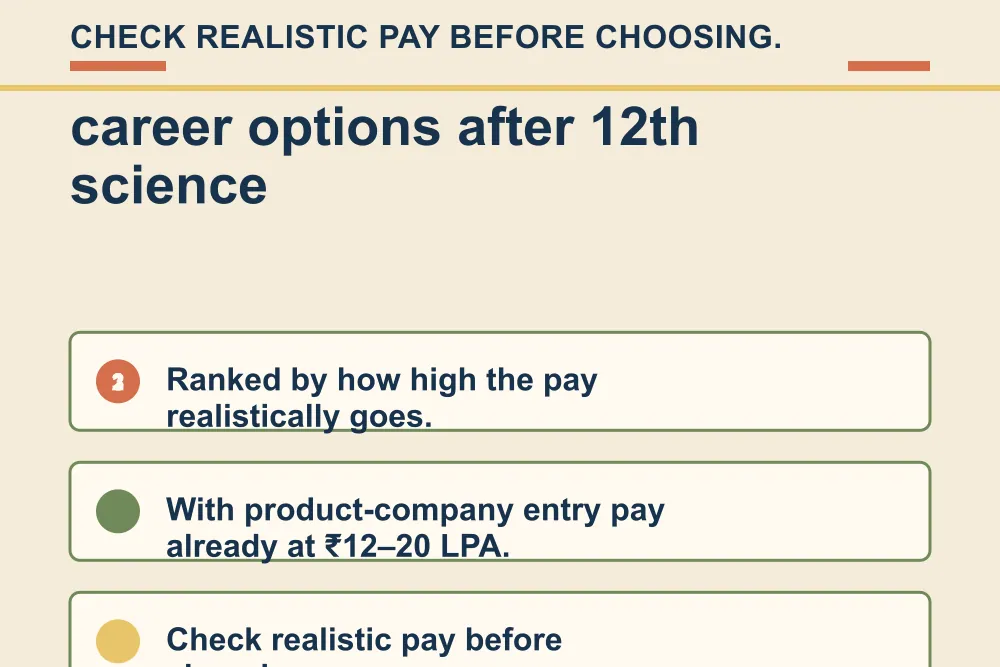 CHECK REALISTIC PAY BEFORE CHOOSING.
career options after 12th
science
Ranked by how high the pay
realistically goes.
With product-company entry pay
already at ₹12–20 LPA.
Check realistic pay before